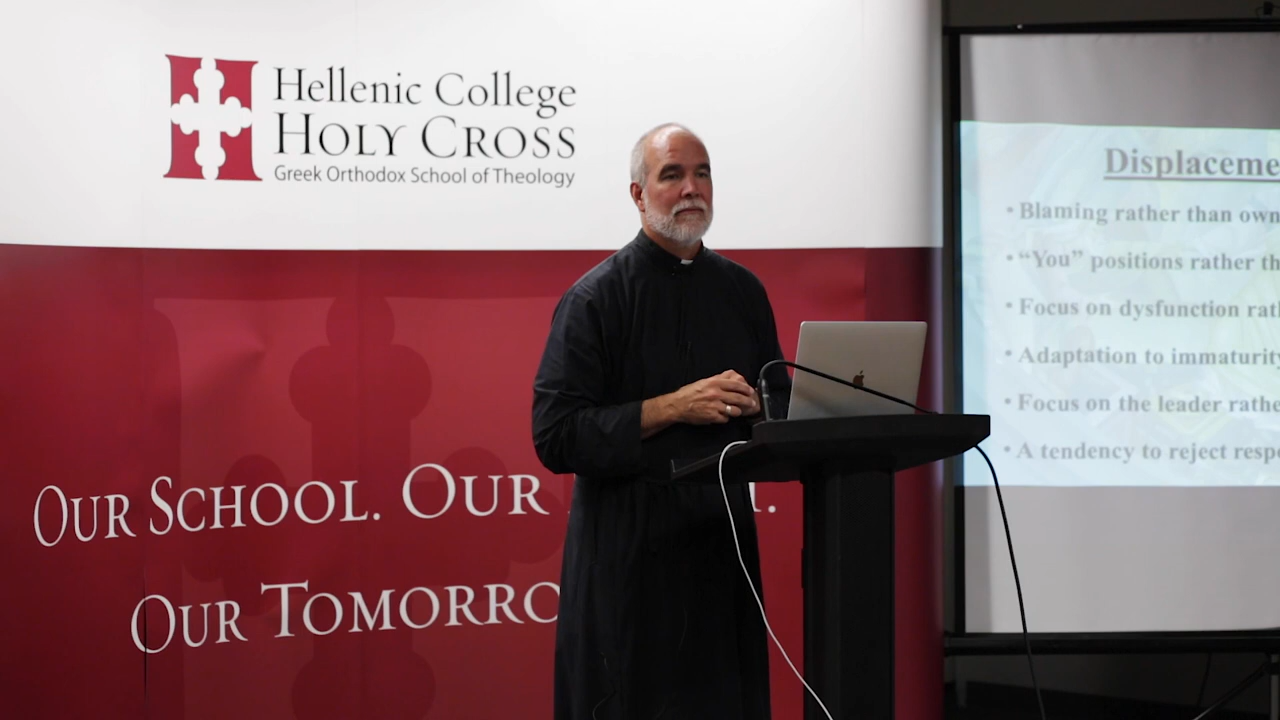 Hellenic College
HOLY CROSS
Greek Orthodox School of Theology
OUR SCHOOL. OUR
OUR TOMORRO
Displaceme
• Blaming rather than own
• “You” positions rather th
• Focus on dysfunction rat
• Adaptation to immaturity
• Focus on the leader rathe
• A tendency to reject resp